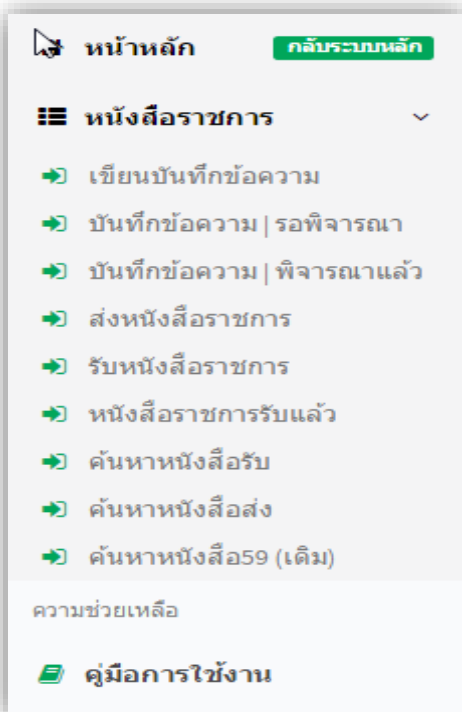 หน้าหลัก กลับระบบหลัก
หนังสือราชการ
เขียนบันทึกข้อความ
บันทึกข้อความ | รอพิจารณา
บันทึกข้อความ | พิจารณาแล้ว
ส่งหนังสือราชการ
รับหนังสือราชการ
หนังสือราชการรับแล้ว
ค้นหาหนังสือรับ
ค้นหาหนังสือส่ง
ค้นหาหนังสือ59 (เดิม)
ความช่วยเหลือ
คู่มือการใช้งาน